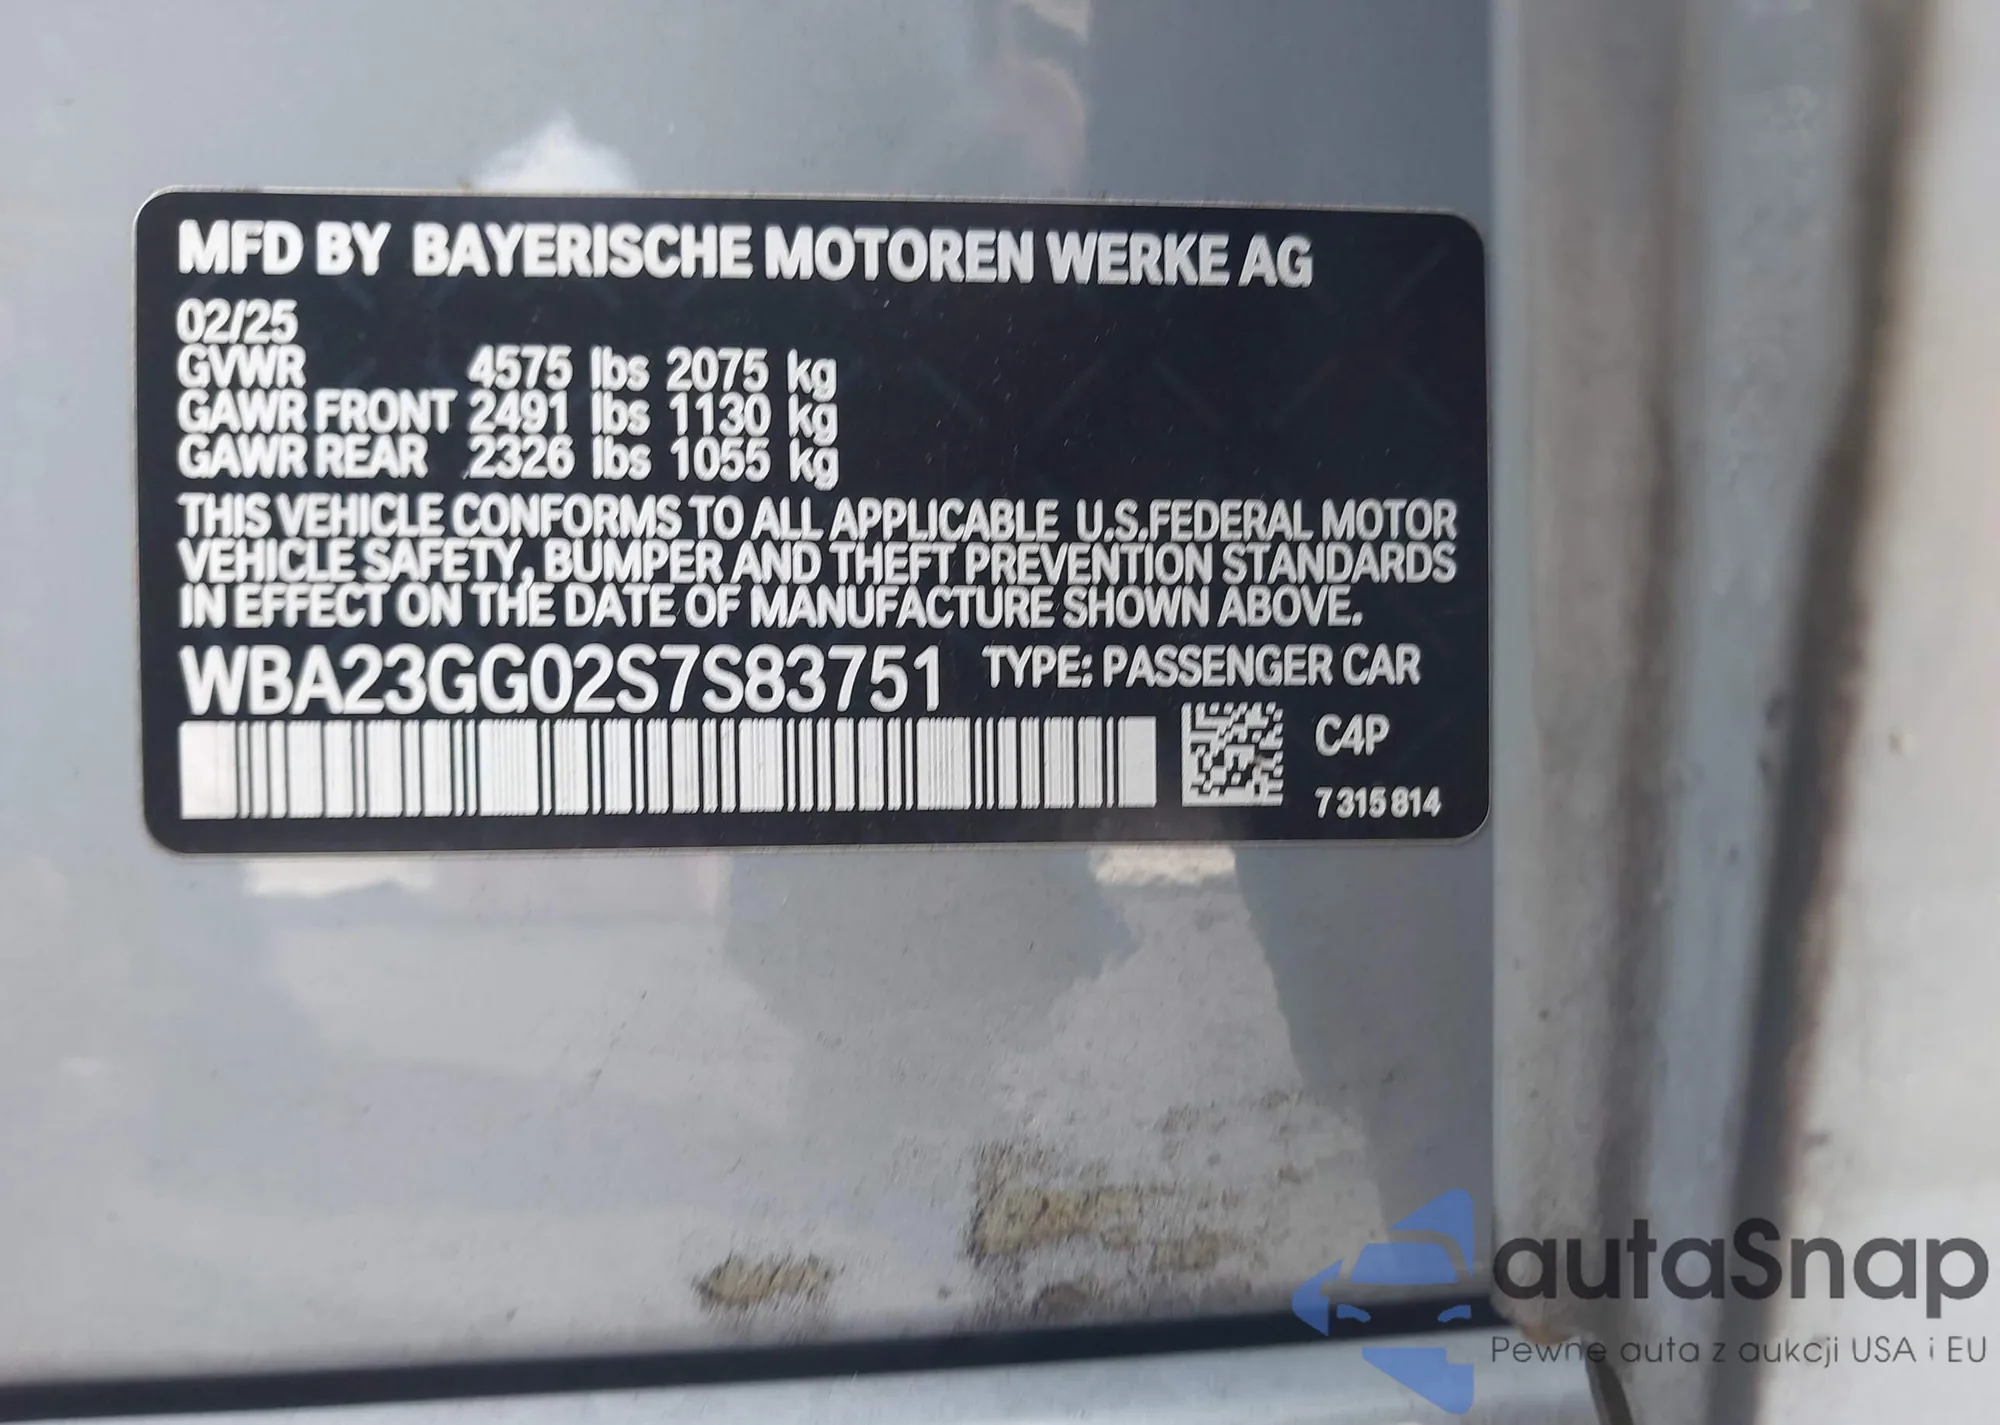 MFD BY BAYERISCHE MOTOREN WERKE AG
02/25
GVWR 4575 lbs 2075 kg
GAWR FRONT 2491 lbs 1130 kg
GAWR REAR 2326 lbs 1055 kg
THIS VEHICLE CONFORMS TO ALL APPLICABLE U.S.FEDERAL MOTOR
VEHICLE SAFETY, BUMPER AND THEFT PREVENTION STANDARDS
IN EFFECT ON THE DATE OF MANUFACTURE SHOWN ABOVE.
WBA23GG02S7S83751 TYPE: PASSENGER CAR
C4P
7315814
autaSnap
Pewne auta z aukcji USA i EU